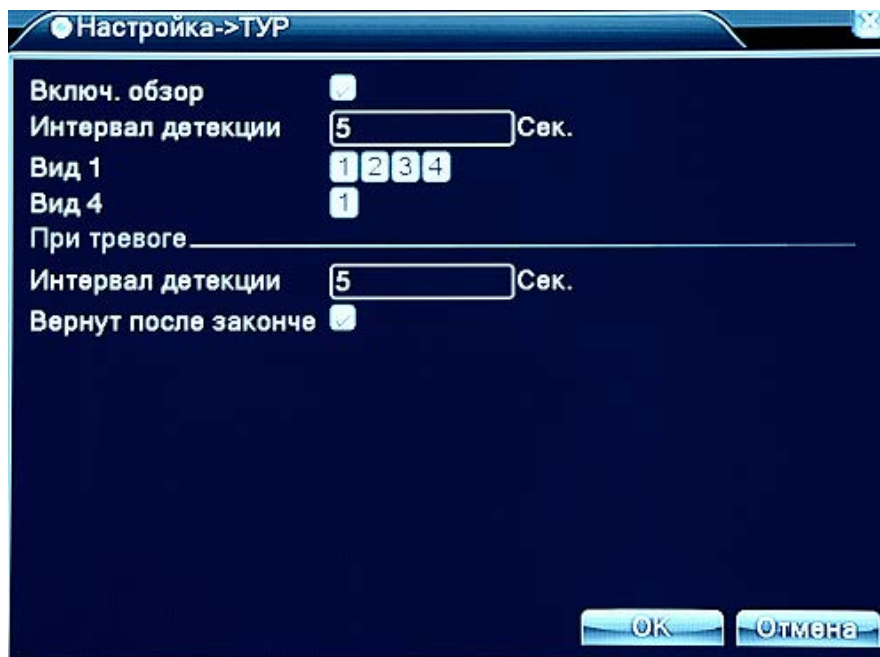 Настройка->ТУР
Включ. обзор
Интервал детекции 5 Сек.
Вид 1 1 2 3 4
Вид 4 1
При тревоге
Интервал детекции 5 Сек.
Вернут после законче
OK Отмена